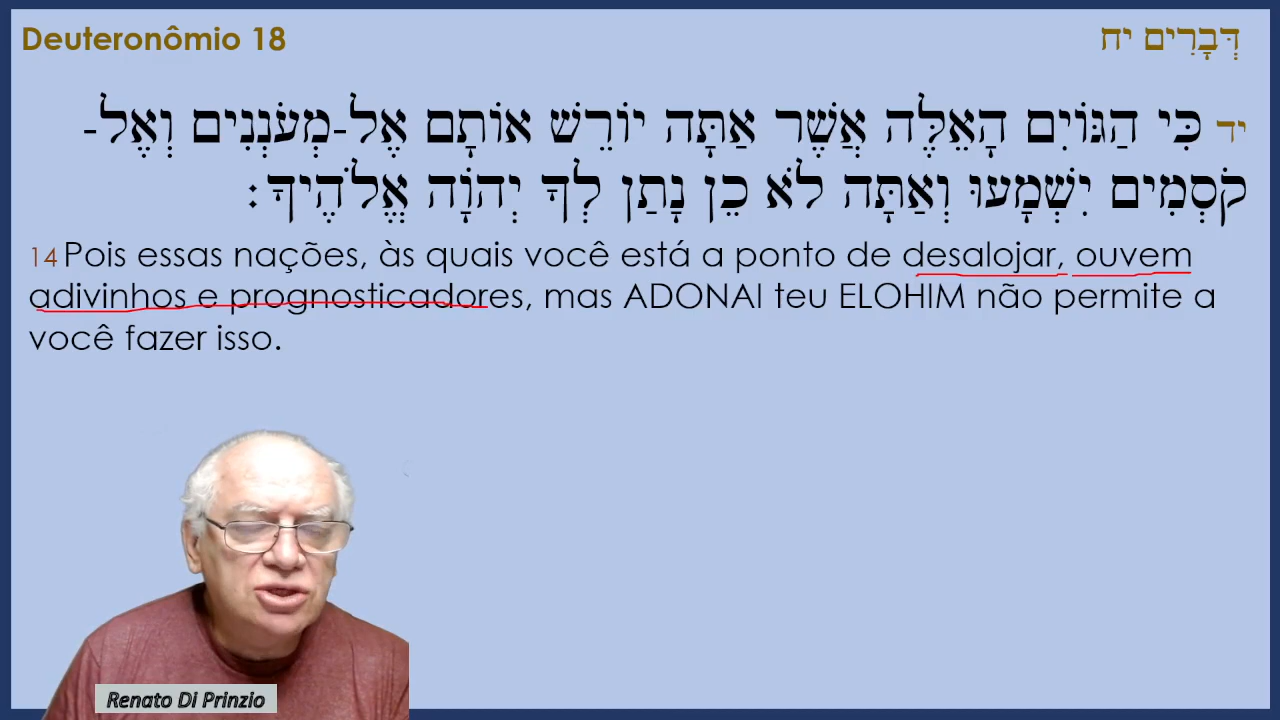 Deuteronômio 18
דְּבָרִים יח
יד כִּי הַגּוֹיִם הָאֵלֶּה אֲשֶׁר אַתָּה יוֹרֵשׁ אוֹתָם אֶל-מְעֹנְנִים וְאֶל-
קֹסְמִים יִשְׁמָעוּ וְאַתָּה לֹא כֵן נָתַן לְךָ יְהוָֹה אֱלֹהֶיךָ:
14 Pois essas nações, às quais você está a ponto de desalojar, ouvem
adivinhos e prognosticadores, mas ADONAI teu ELOHIM não permite a
você fazer isso.
Renato Di Prinzio